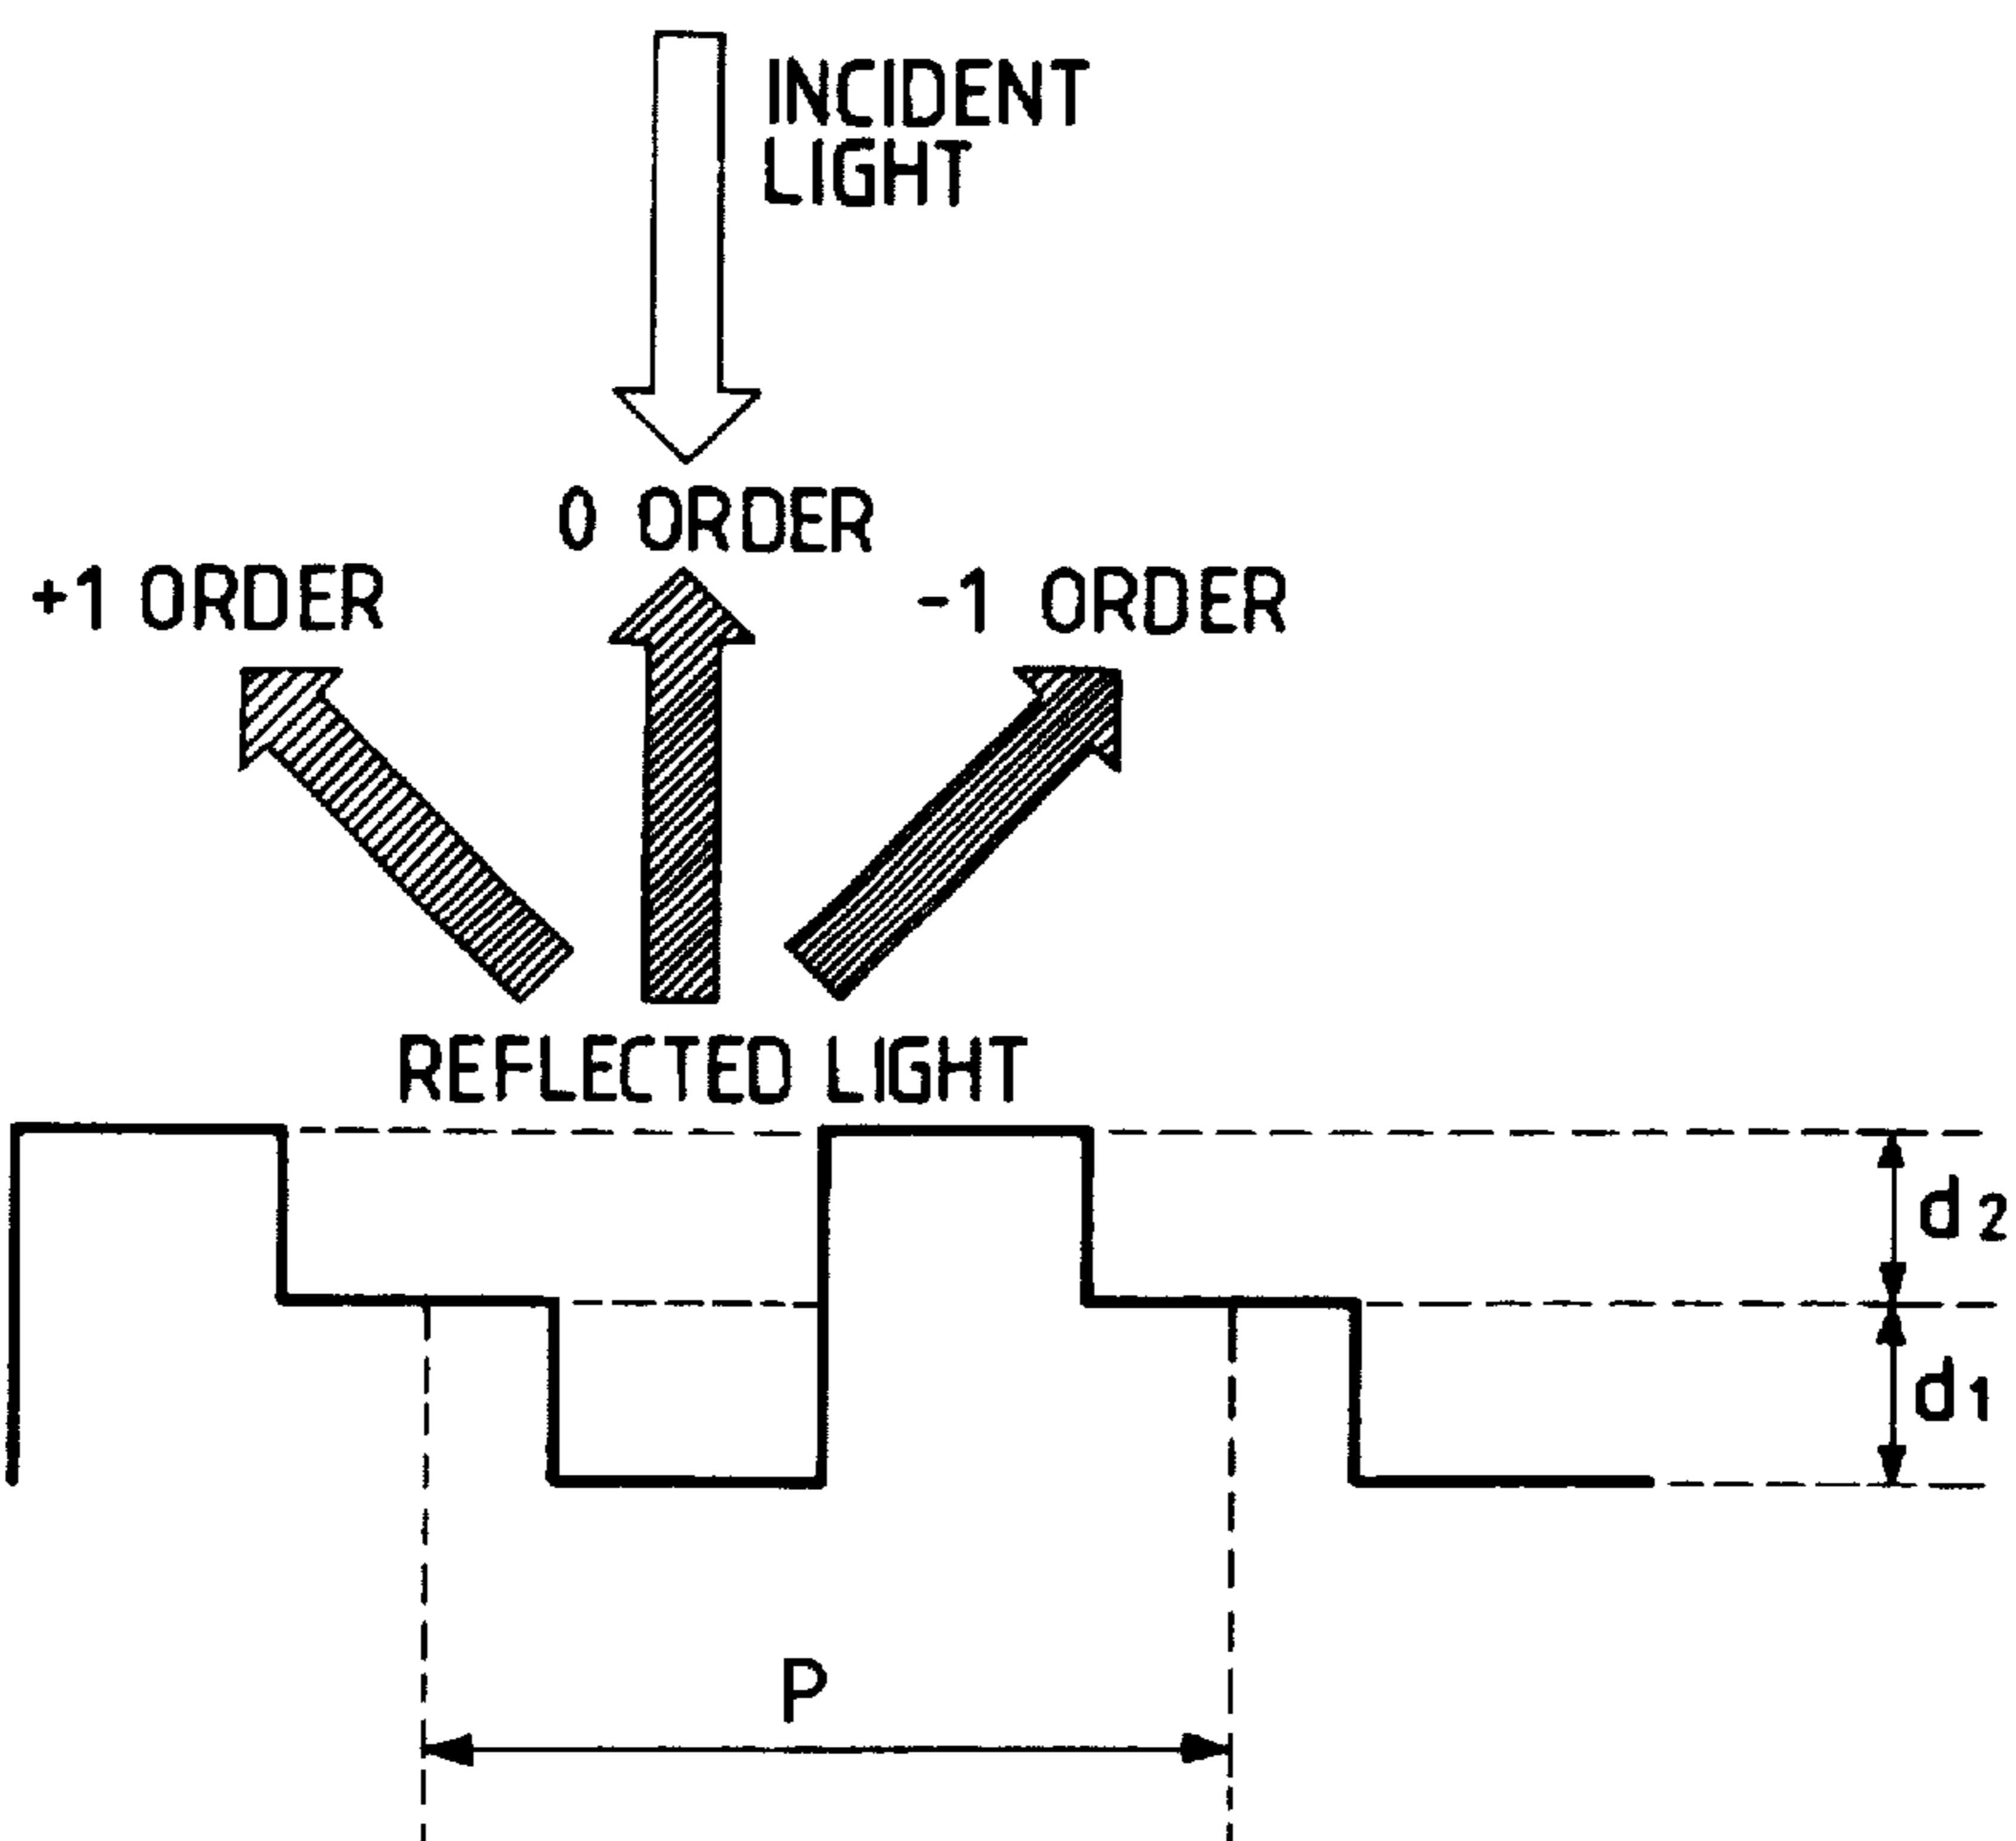 INCIDENT
LIGHT
0 ORDER
+1 ORDER
-1 ORDER
REFLECTED LIGHT
d2
d1
P